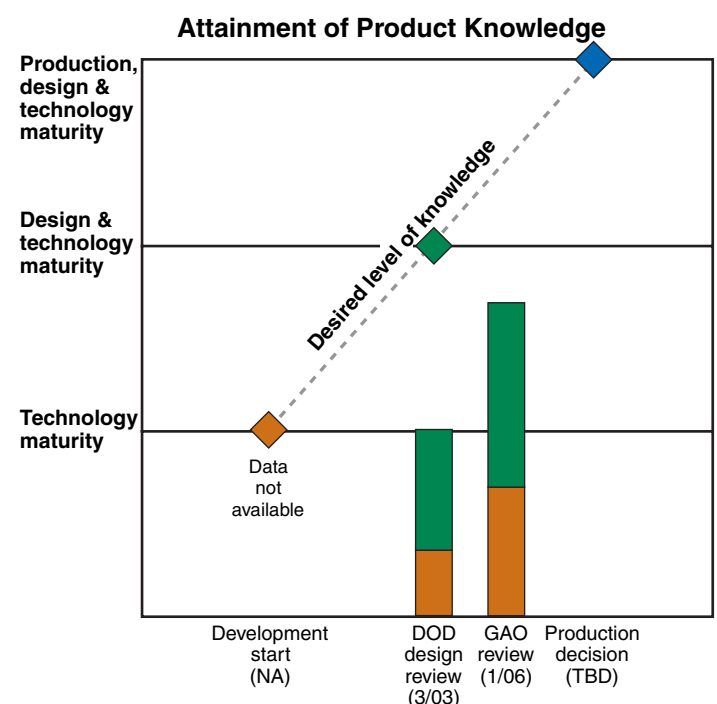 Attainment of Product Knowledge
Production,
design &
technology
maturity
Design &
technology
maturity
Desired level of knowledge
Technology
maturity
Data
not
available
Development
start
(NA)
DOD
design
review
(3/03)
GAO
review
(1/06)
Production
decision
(TBD)